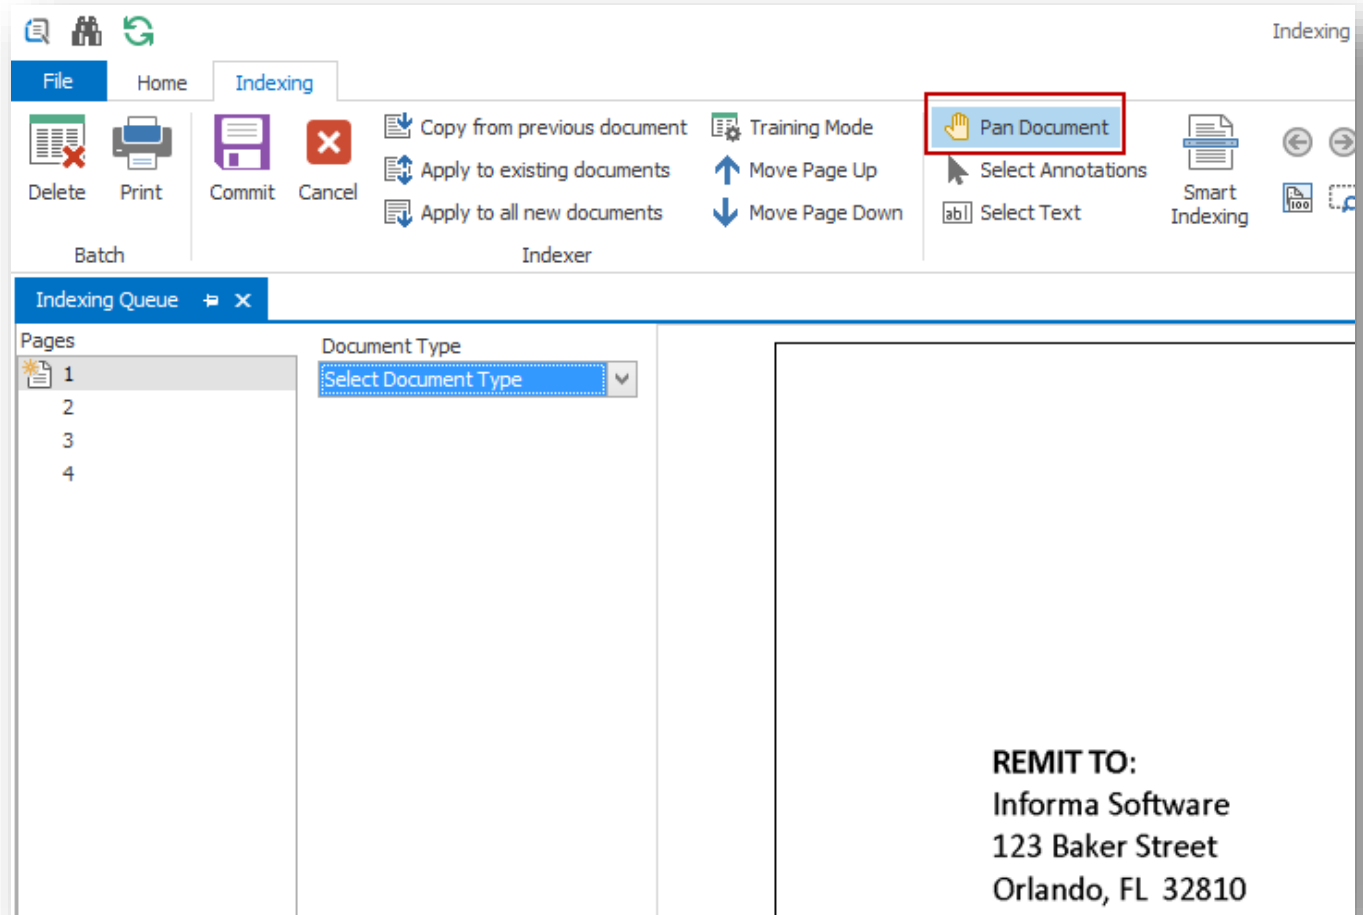 Indexing
File Home Indexing
Copy from previous document Training Mode Pan Document
Apply to existing documents Move Page Up Select Annotations
Delete Print Commit Cancel Smart Indexing
Apply to all new documents Move Page Down ab Select Text
100
Batch Indexer
Indexing Queue
Pages
Document Type
1
Select Document Type
2
3
4
REMIT TO:
Informa Software
123 Baker Street
Orlando, FL 32810